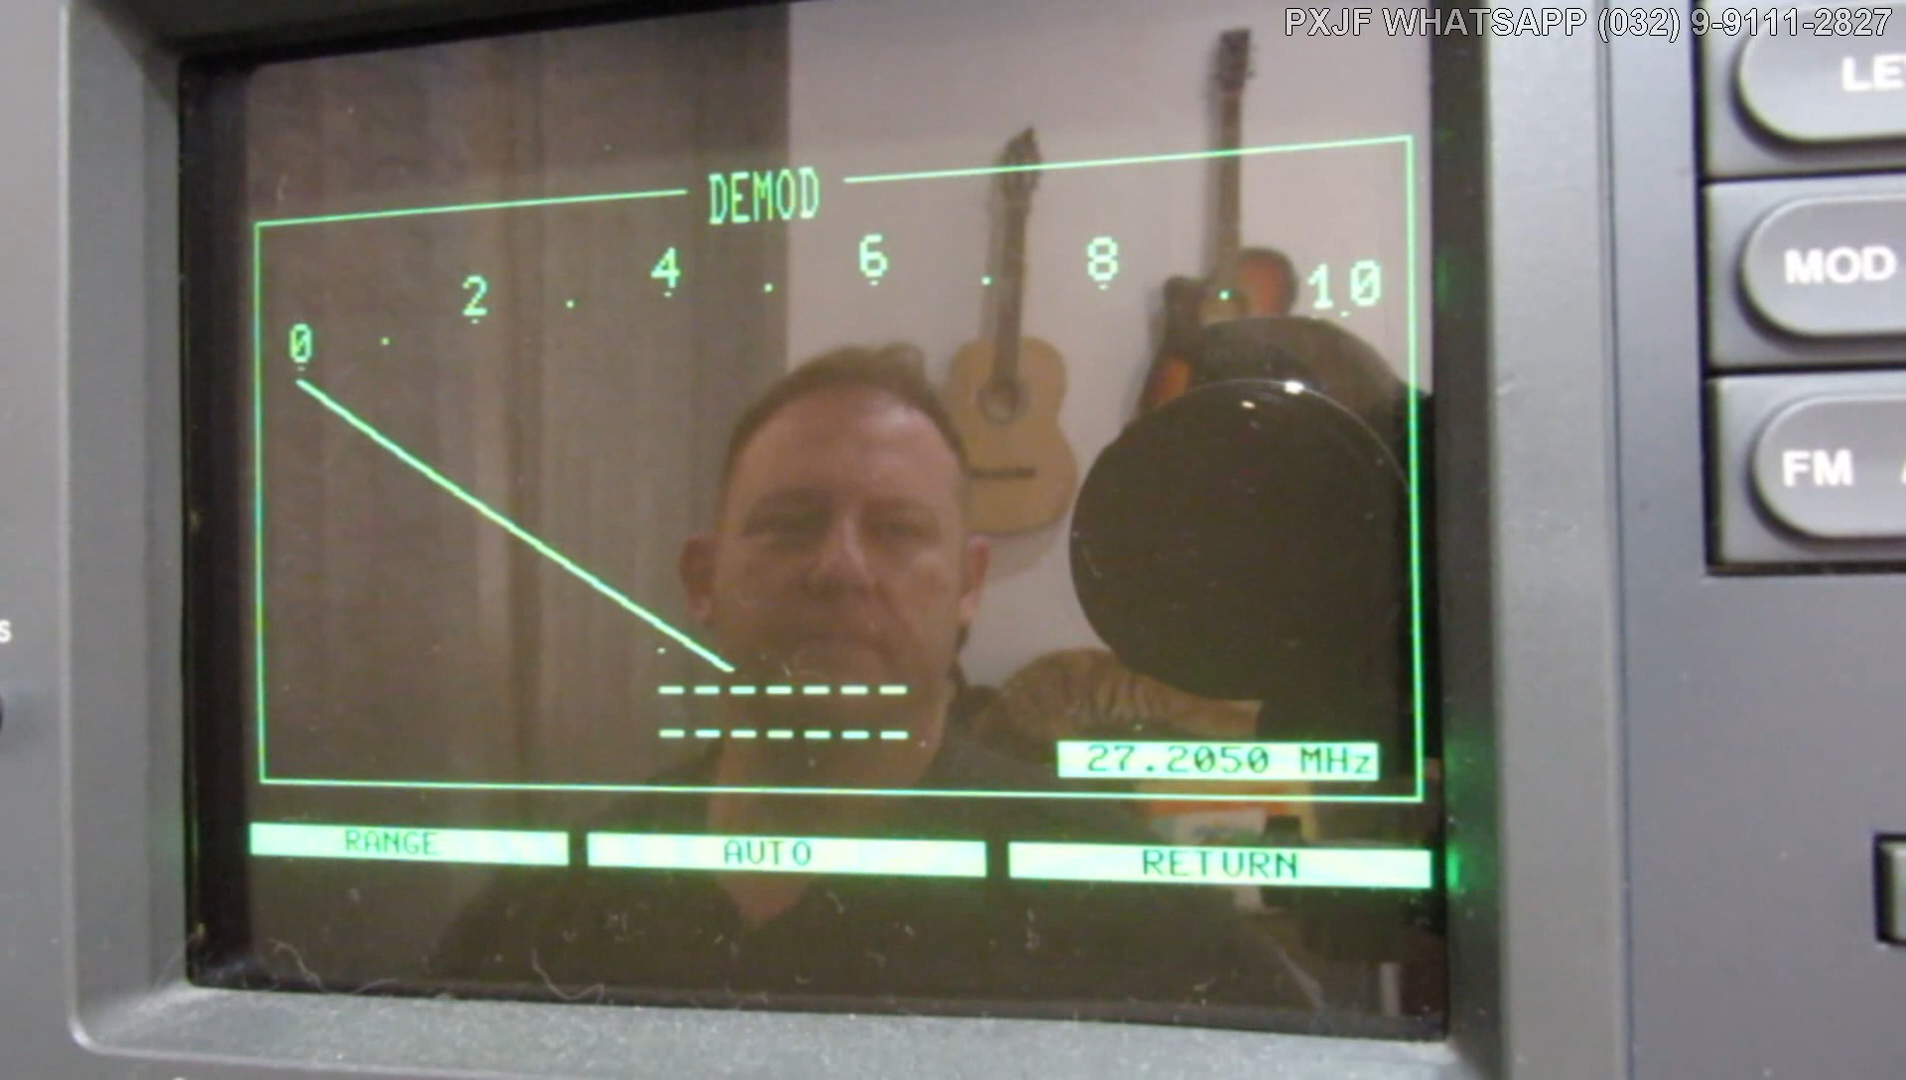 PXJF WHATSAPP (032) 9-9111-2827
DEMOD
0 2 4 6 8 10
27.2050 MHz
RANGE AUTO RETURN
MOD
FM